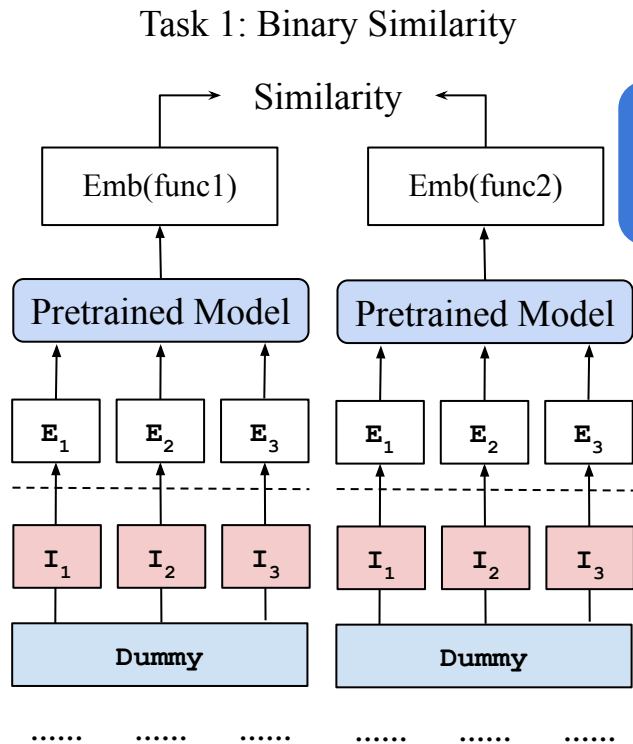 Task 1: Binary Similarity
Similarity
Emb(func1) Emb(func2)
Pretrained Model Pretrained Model
E₁ E₂ E₃ E₁ E₂ E₃
I₁ I₂ I₃ I₁ I₂ I₃
Dummy Dummy
...... ...... ...... ...... ...... ......